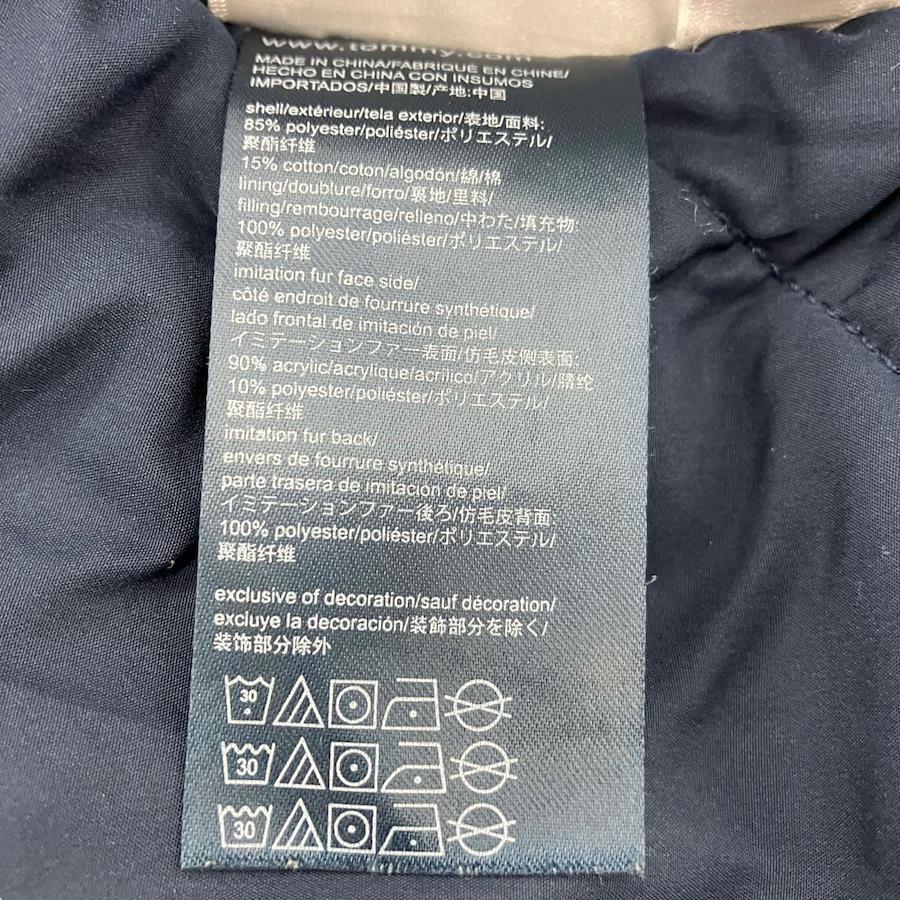 www.tommy.com
MADE IN CHINA/FABRIQUÉ EN CHINE/
HECHO EN CHINA CON INSUMOS
IMPORTADOS/中国製/产地:中国
shell/extérieur/tela exterior/表地/面料:
85% polyester/poliéster/ポリエステル/
聚酯纤维
15% cotton/coton/algodón/綿/棉
lining/doublure/forro/裏地/里料/
filling/rembourrage/relleno/中わた/填充物:
100% polyester/poliéster/ポリエステル/
聚酯纤维
imitation fur face side/
côté endroit de fourrure synthétique/
lado frontal de imitación de piel/
イミテーションファー表面/仿毛皮側表面:
90% acrylic/acrylique/acrílico/アクリル/腈纶
10% polyester/poliéster/ポリエステル/
聚酯纤维
imitation fur back/
envers de fourrure synthétique/
parte trasera de imitación de piel/
イミテーションファー後ろ/仿毛皮背面:
100% polyester/poliéster/ポリエステル/
聚酯纤维
exclusive of decoration/sauf décoration/
excluye la decoración/装飾部分を除く/
装饰部分除外
30
30
30